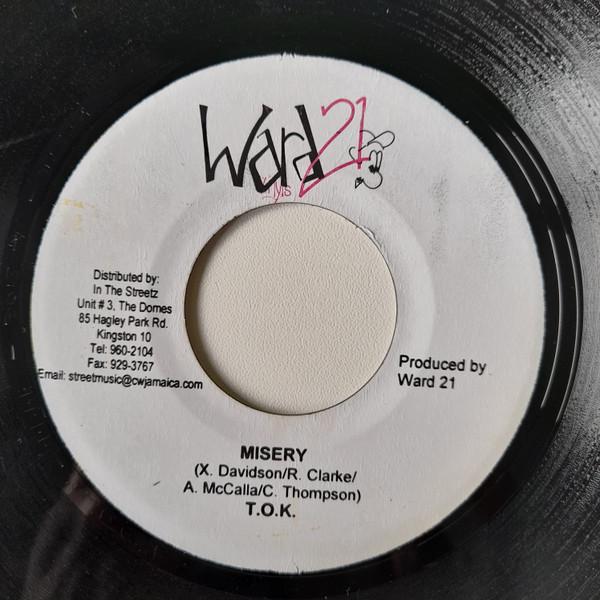 Ward 21
Distributed by:
In The Streetz
Unit # 3, The Domes
85 Hagley Park Rd.
Kingston 10
Tel: 960-2104
Fax: 929-3767
Email: streetmusic@cwjamaica.com
Produced by
Ward 21
MISERY
(X. Davidson/R. Clarke/
A. McCalla/C. Thompson)
T.O.K.